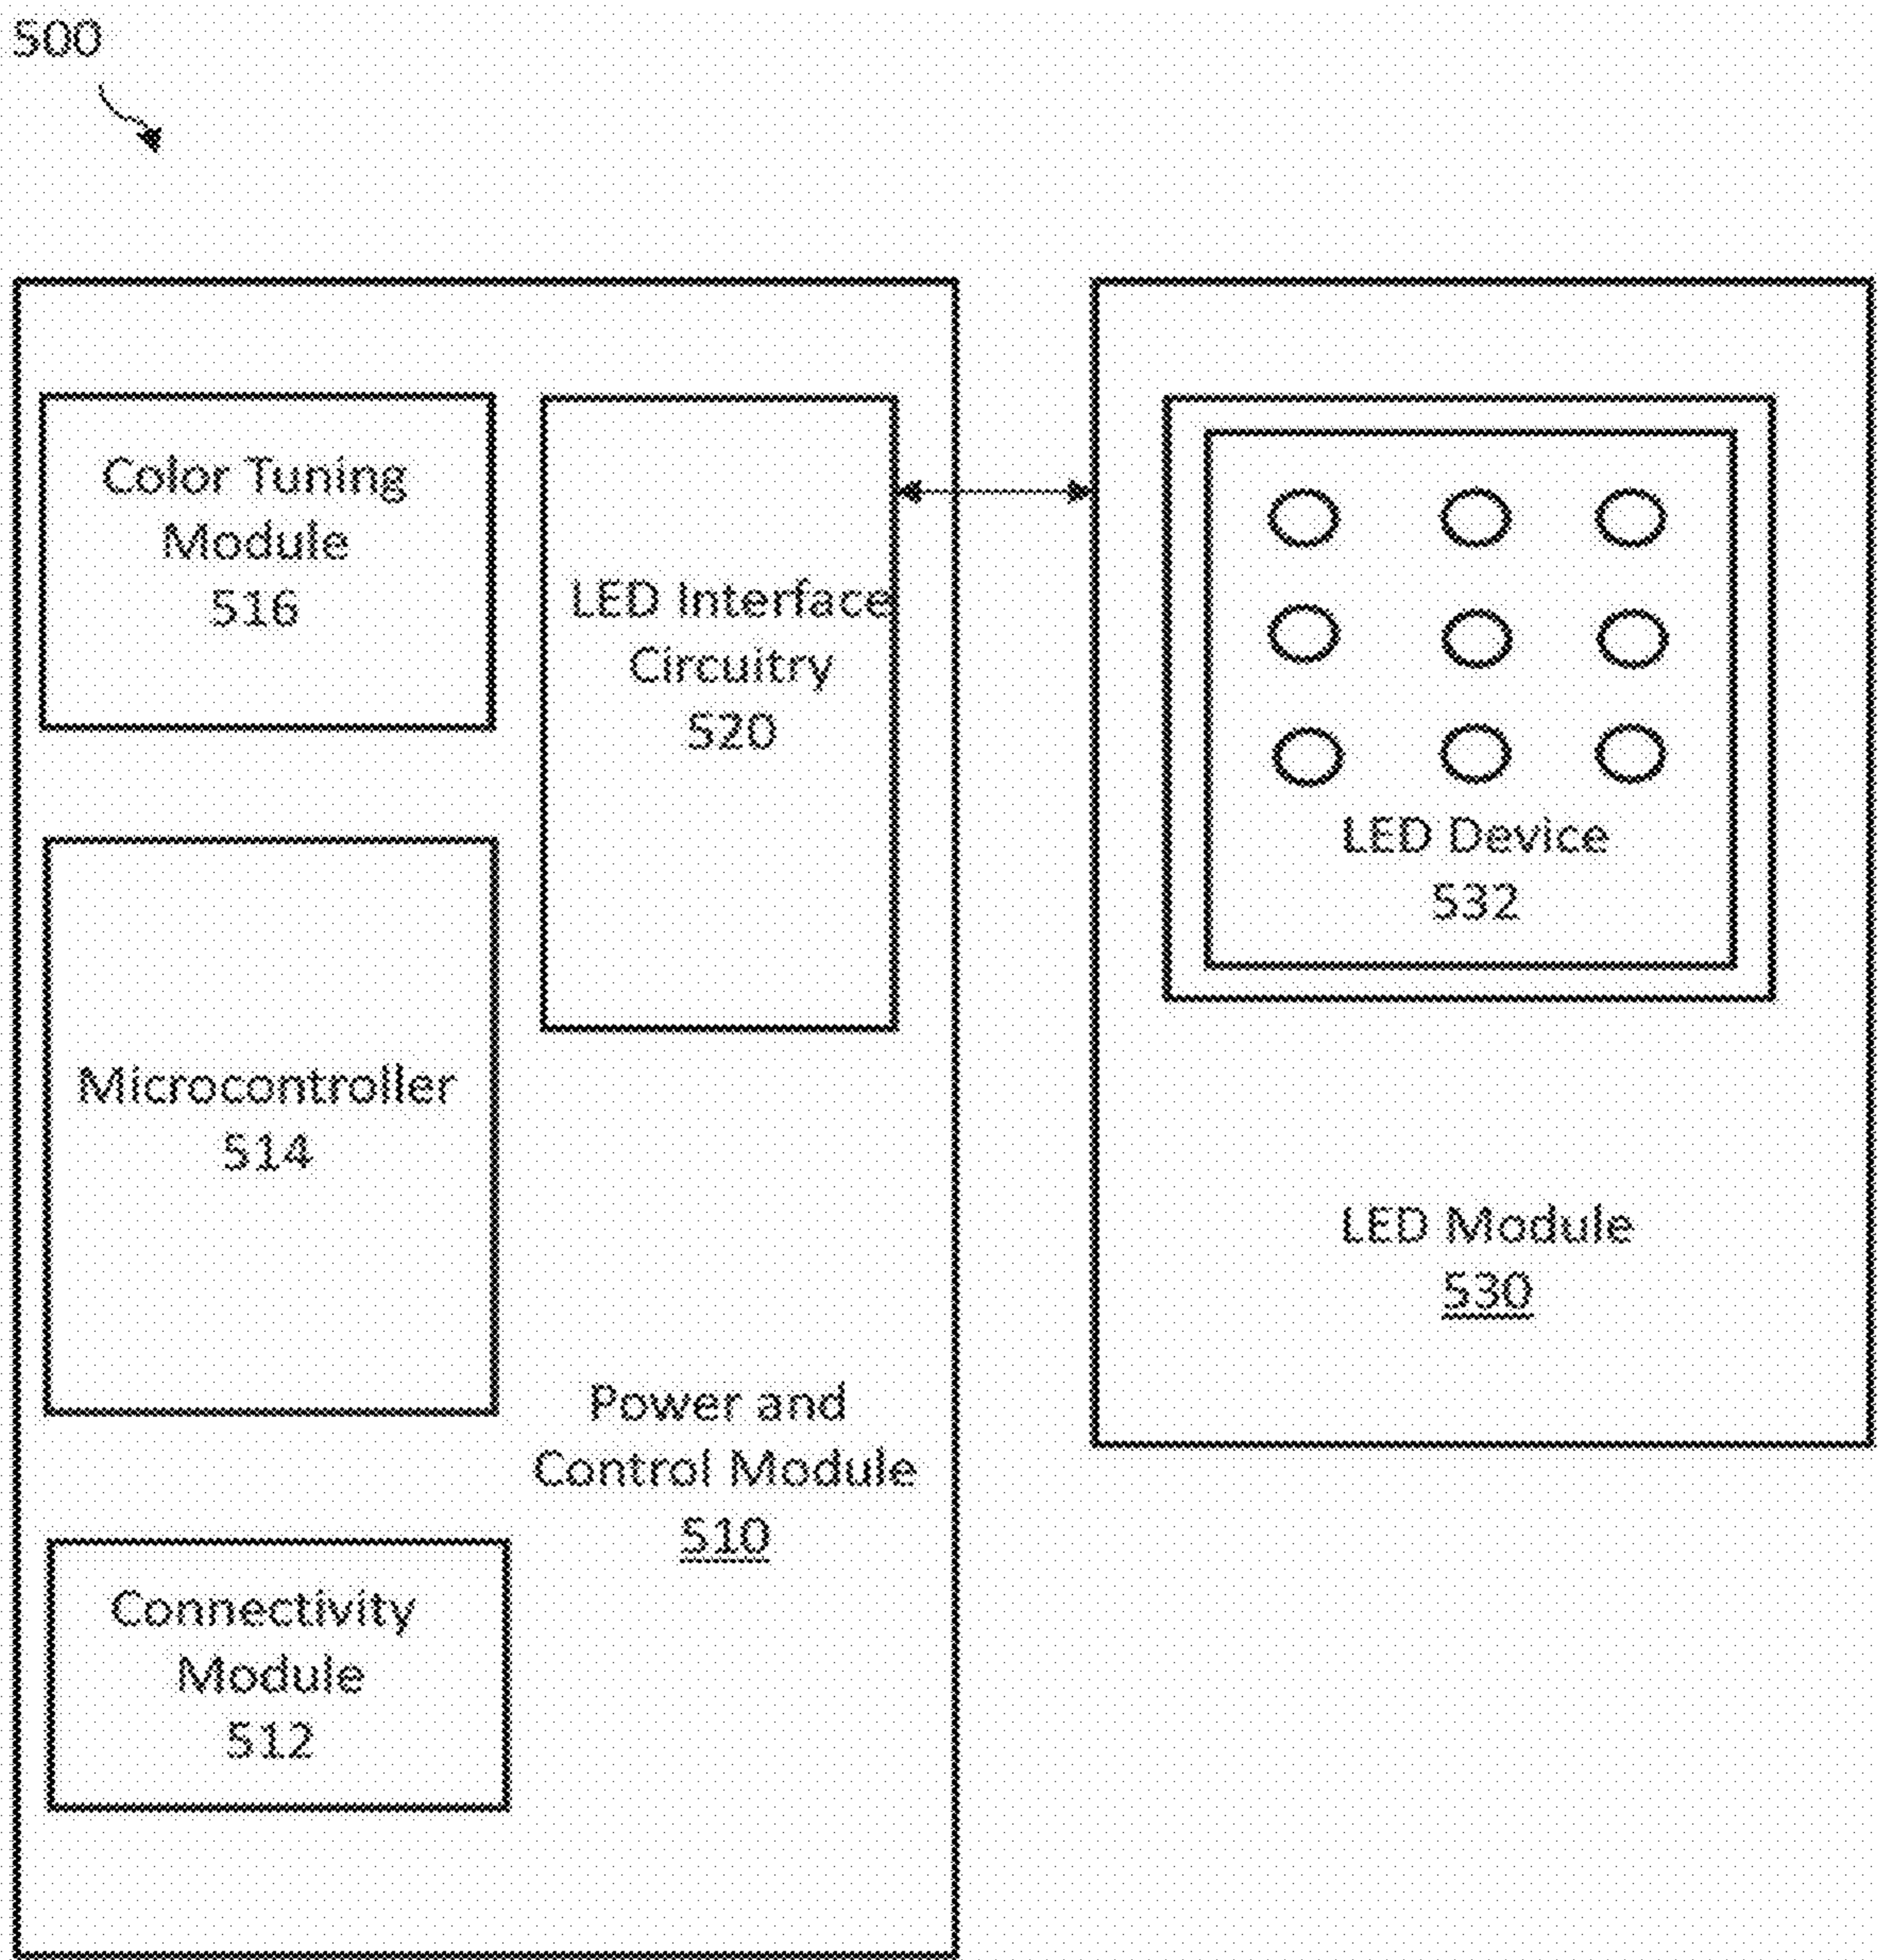 500
Color Tuning
Module
516
LED Interface
Circuitry
520
Microcontroller
514
Power and
Control Module
510
Connectivity
Module
512
LED Device
532
LED Module
530